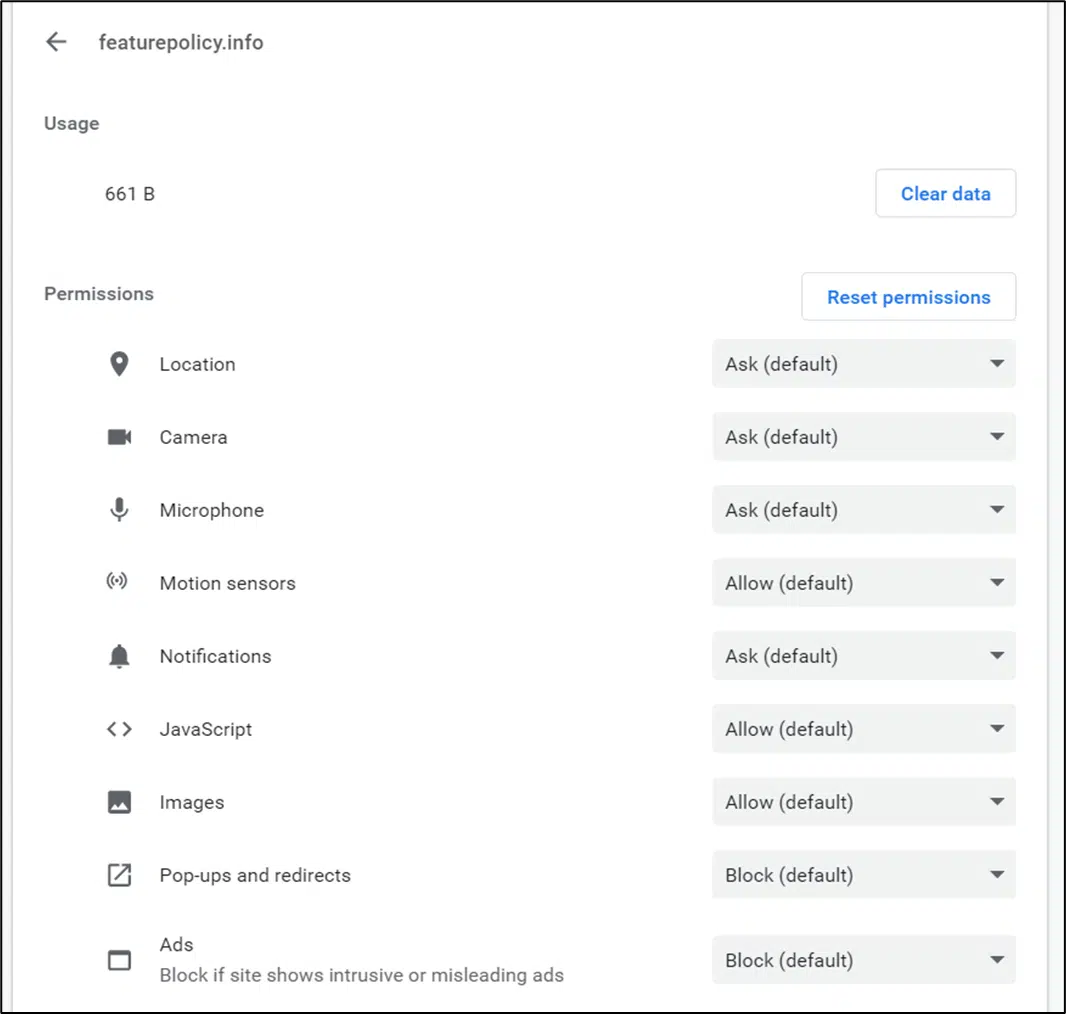 featurepolicy.info
Usage
661 B
Clear data
Permissions
Reset permissions
Location
Ask (default)
Camera
Ask (default)
Microphone
Ask (default)
Motion sensors
Allow (default)
Notifications
Ask (default)
JavaScript
Allow (default)
Images
Allow (default)
Pop-ups and redirects
Block (default)
Ads
Block if site shows intrusive or misleading ads
Block (default)